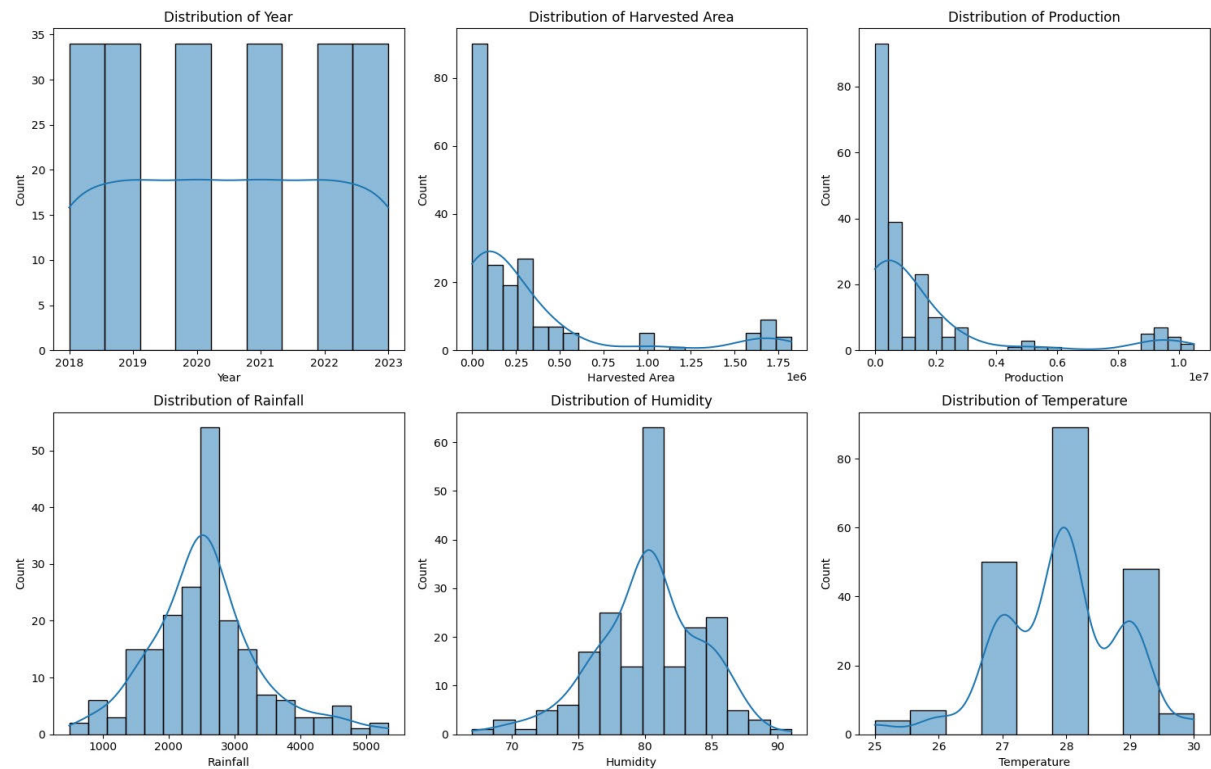 Distribution of Year
35
30
25
20
15
10
5
0
Count
2018 2019 2020 2021 2022 2023
Year
Distribution of Harvested Area
80
60
40
20
0
Count
0.00 0.25 0.50 0.75 1.00 1.25 1.50 1.75
1e6
Harvested Area
Distribution of Production
80
60
40
20
0
Count
0.0 0.2 0.4 0.6 0.8 1.0
1e7
Production
Distribution of Rainfall
50
40
30
20
10
0
Count
1000 2000 3000 4000 5000
Rainfall
Distribution of Humidity
60
50
40
30
20
10
0
Count
70 75 80 85 90
Humidity
Distribution of Temperature
80
60
40
20
0
Count
25 26 27 28 29 30
Temperature